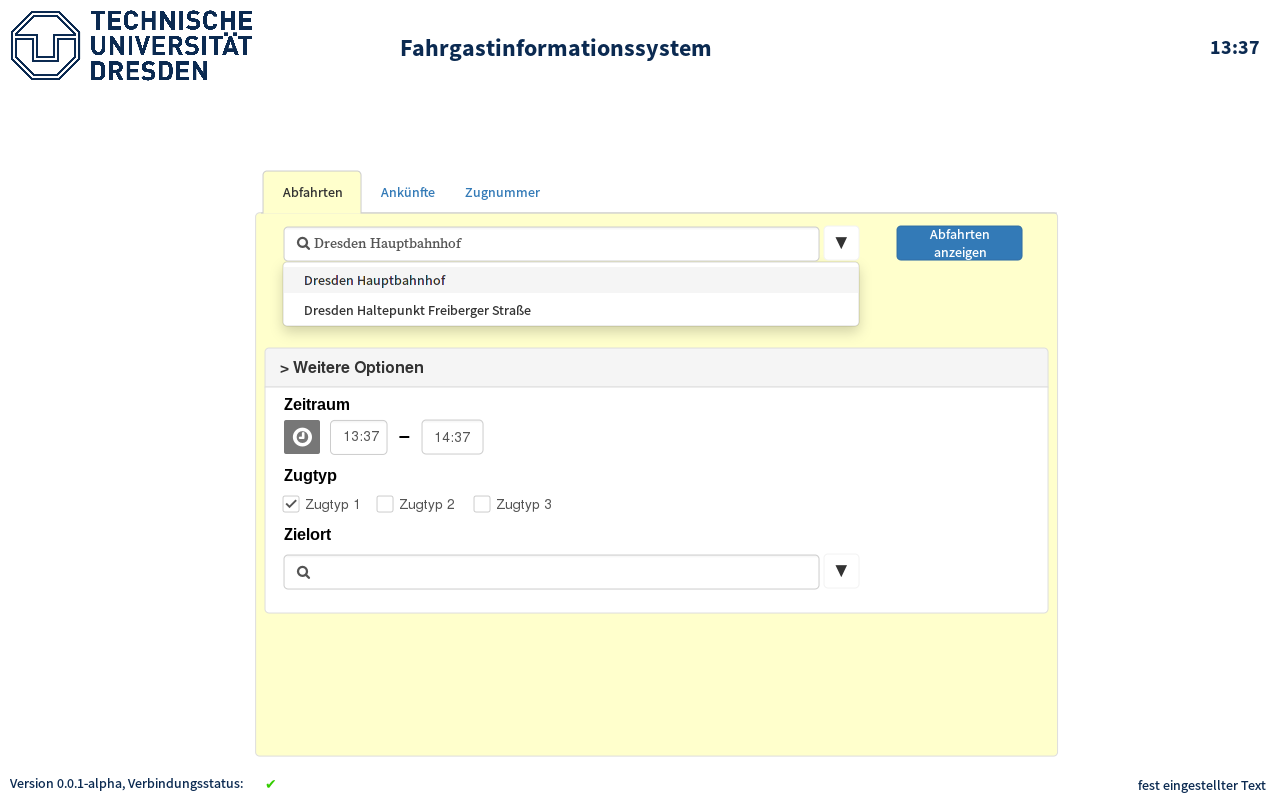 TECHNISCHE
UNIVERSITÄT
DRESDEN
Fahrgastinformationssystem
13:37
Abfahrten
Ankünfte
Zugnummer
Dresden Hauptbahnhof
▼
Abfahrten
anzeigen
Dresden Hauptbahnhof
Dresden Haltepunkt Freiberger Straße
> Weitere Optionen
Zeitraum
13:37 – 14:37
Zugtyp
Zugtyp 1 Zugtyp 2 Zugtyp 3
Zielort
▼
Version 0.0.1-alpha, Verbindungsstatus: ✔
fest eingestellter Text